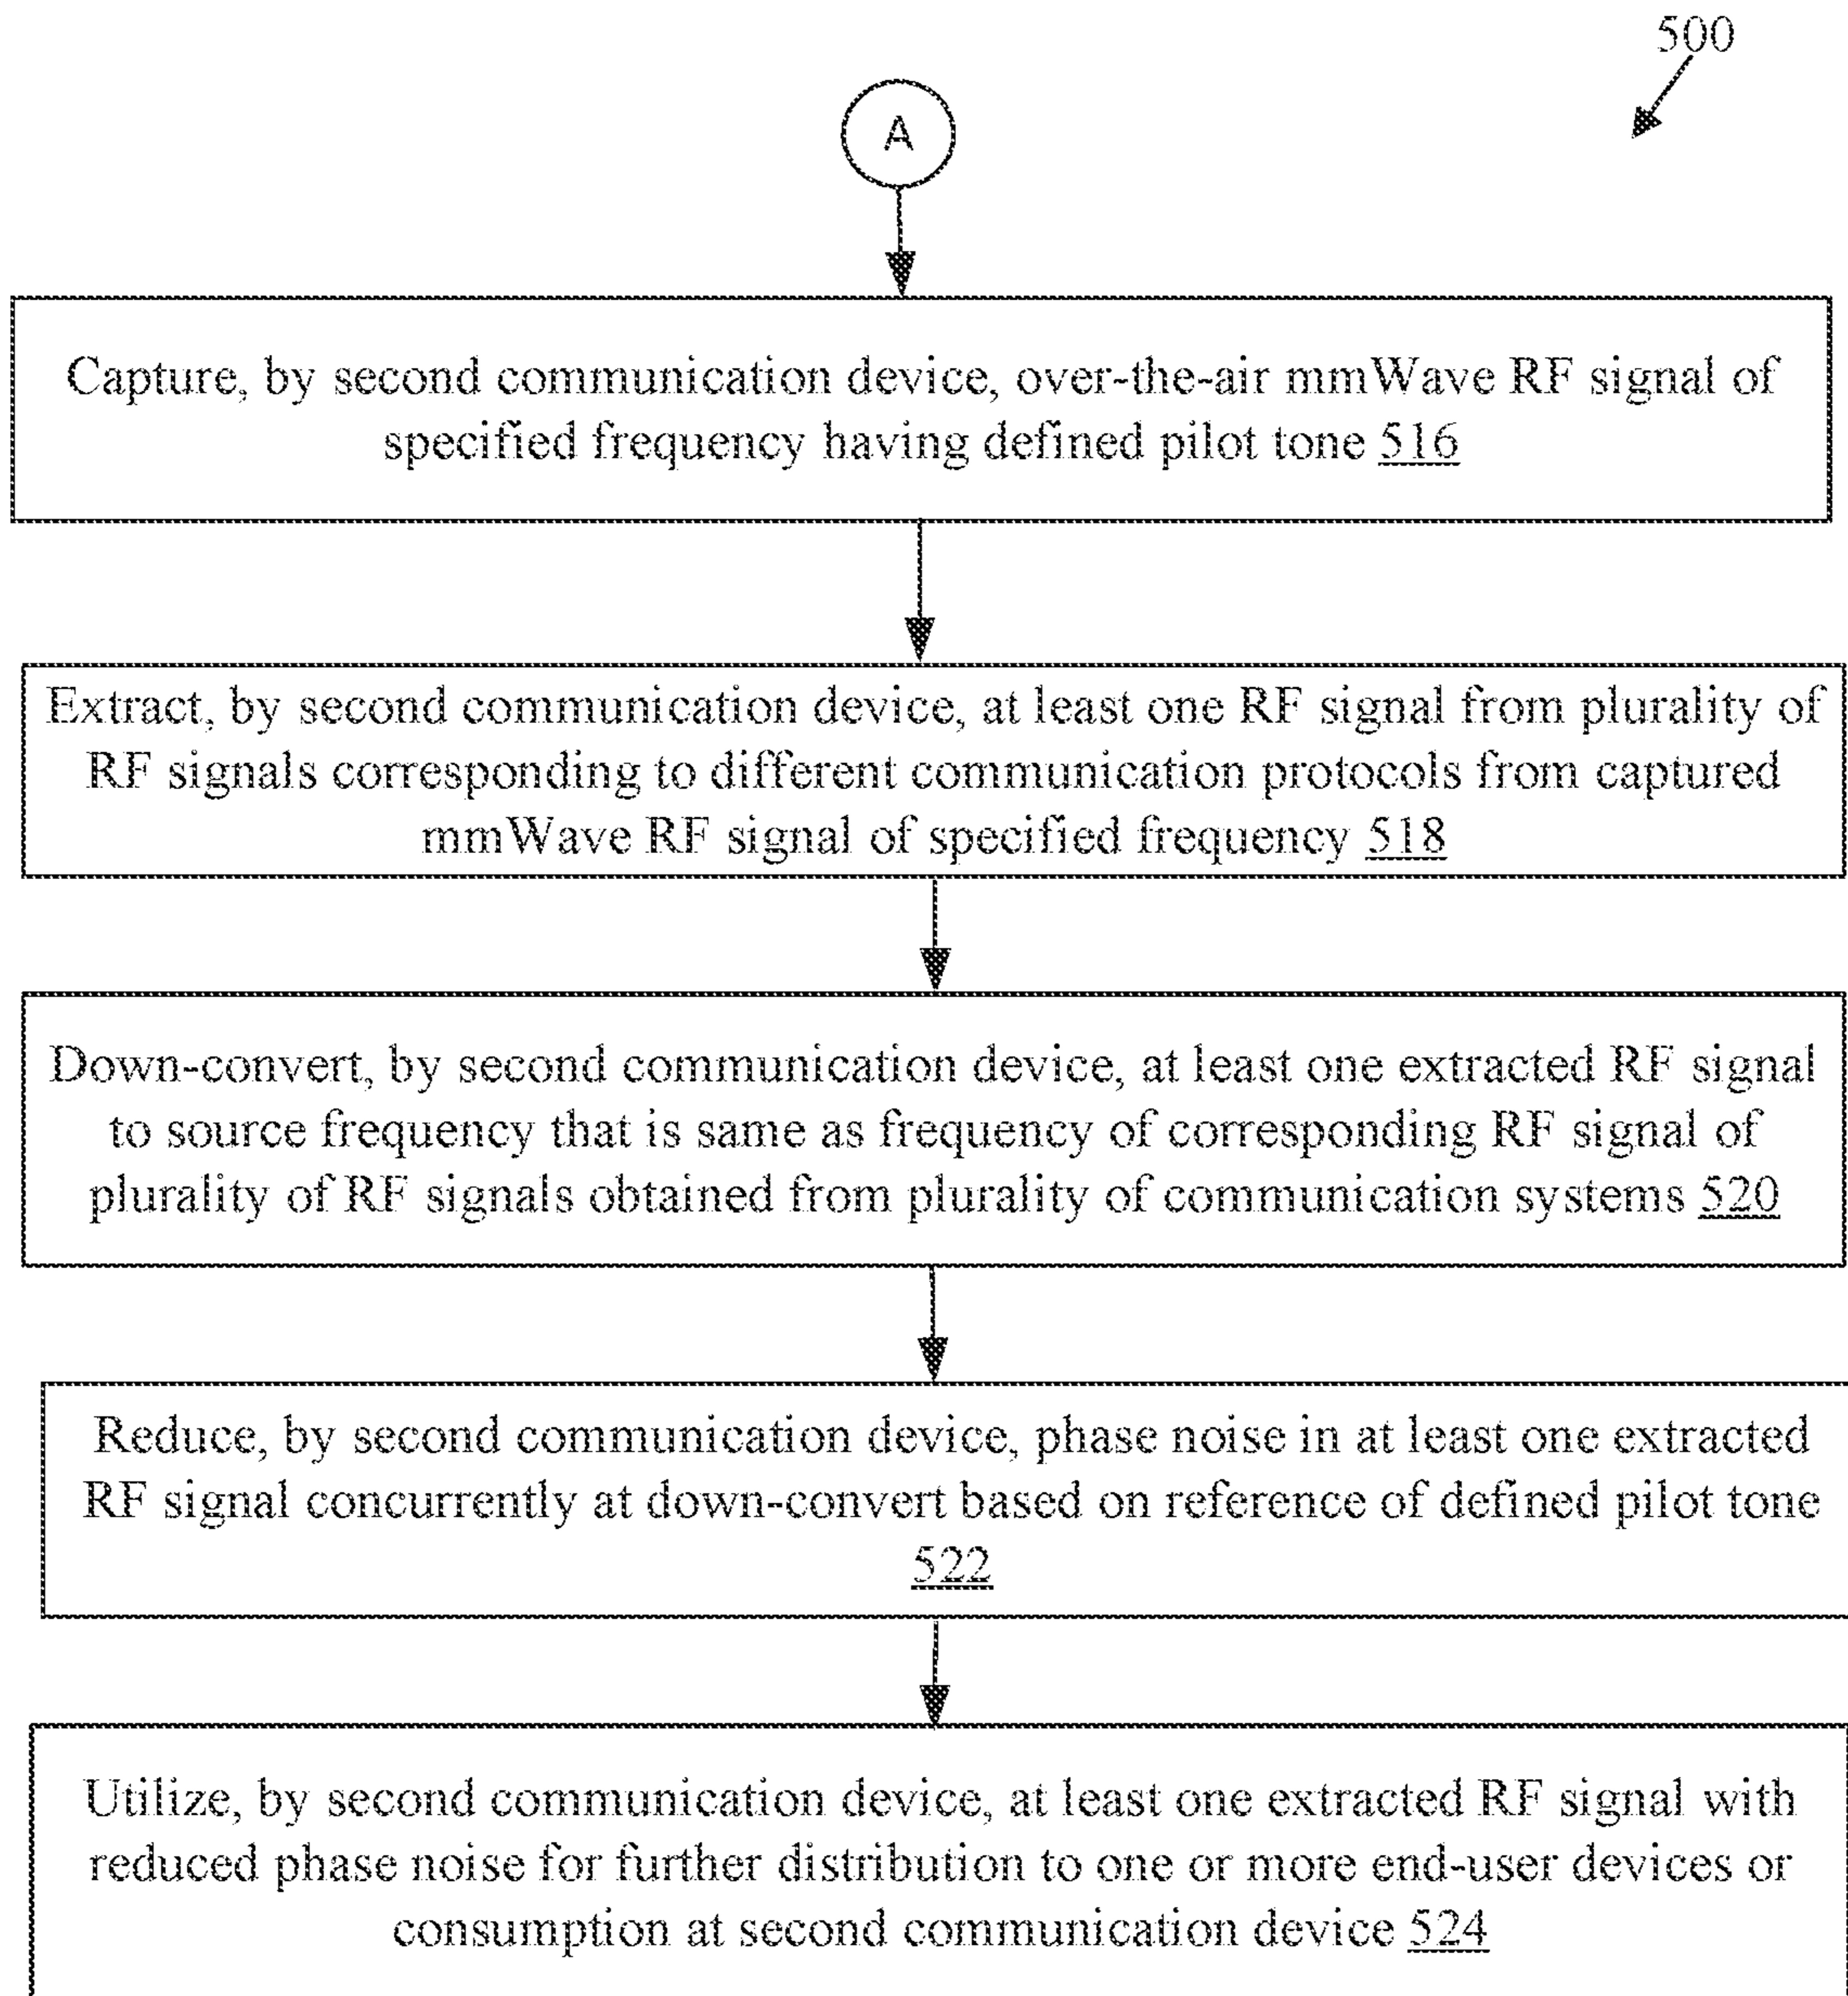 500
A
Capture, by second communication device, over-the-air mmWave RF signal of
specified frequency having defined pilot tone 516
Extract, by second communication device, at least one RF signal from plurality of
RF signals corresponding to different communication protocols from captured
mmWave RF signal of specified frequency 518
Down-convert, by second communication device, at least one extracted RF signal
to source frequency that is same as frequency of corresponding RF signal of
plurality of RF signals obtained from plurality of communication systems 520
Reduce, by second communication device, phase noise in at least one extracted
RF signal concurrently at down-convert based on reference of defined pilot tone
522
Utilize, by second communication device, at least one extracted RF signal with
reduced phase noise for further distribution to one or more end-user devices or
consumption at second communication device 524